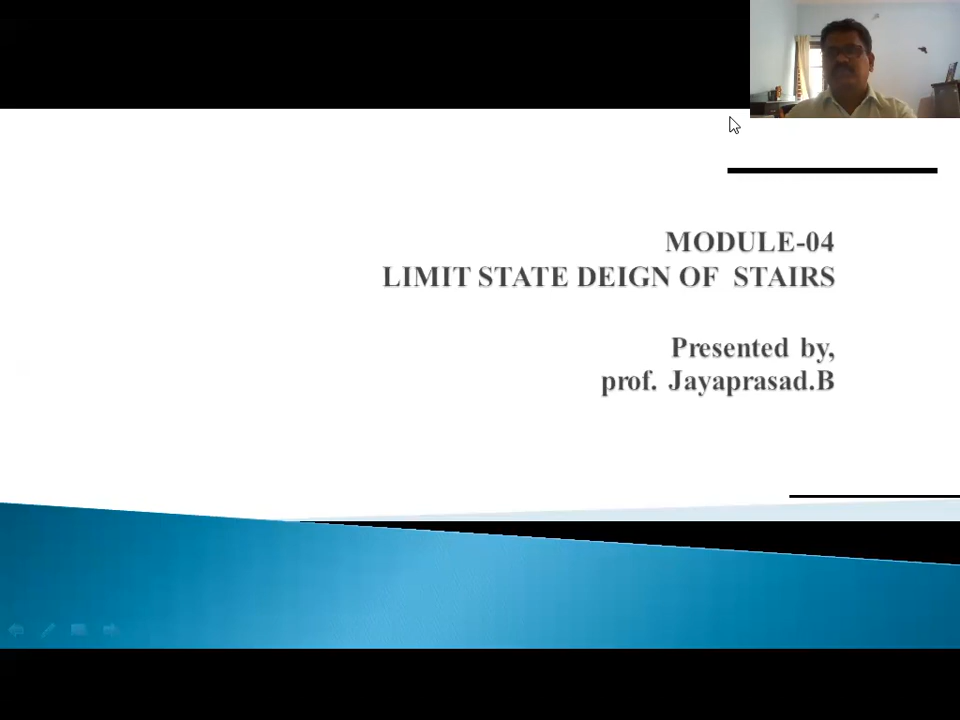 MODULE-04
LIMIT STATE DEIGN OF STAIRS
Presented by,
prof. Jayaprasad.B